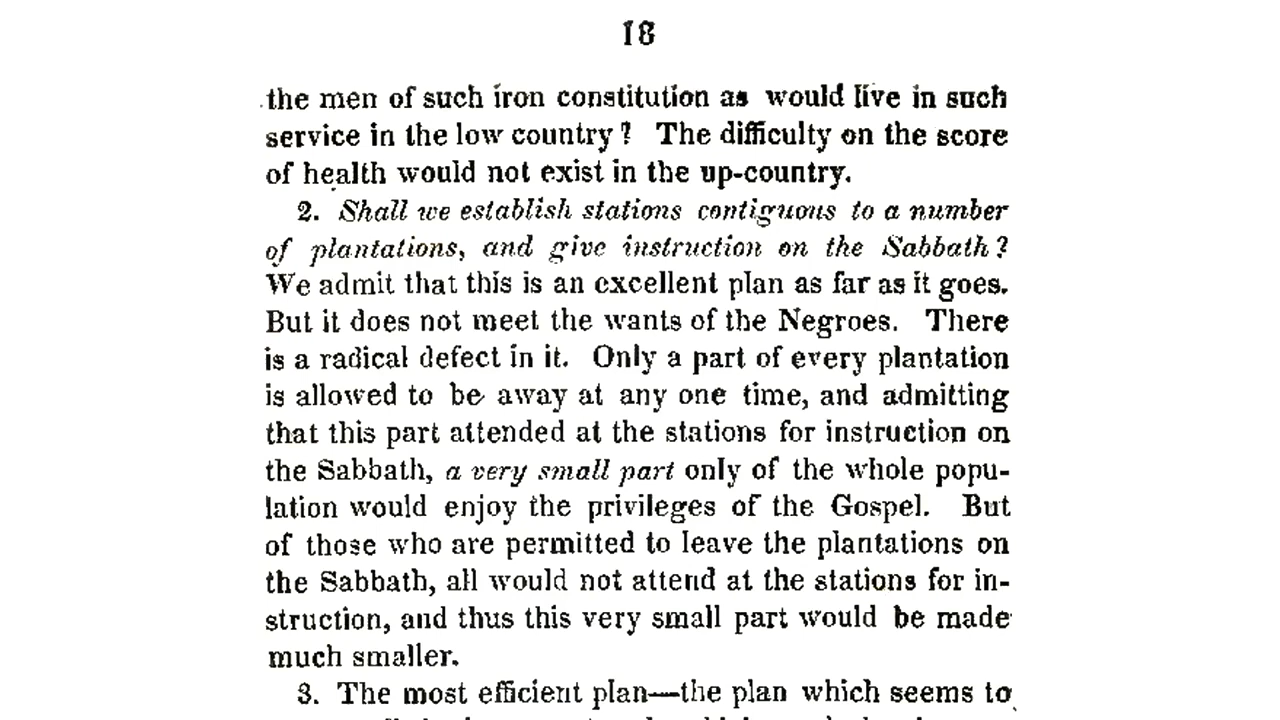 18
the men of such iron constitution as would live in such
service in the low country? The difficulty on the score
of health would not exist in the up-country.
2. Shall we establish stations contiguous to a number
of plantations, and give instruction on the Sabbath?
We admit that this is an excellent plan as far as it goes.
But it does not meet the wants of the Negroes. There
is a radical defect in it. Only a part of every plantation
is allowed to be away at any one time, and admitting
that this part attended at the stations for instruction on
the Sabbath, a very small part only of the whole popu-
lation would enjoy the privileges of the Gospel. But
of those who are permitted to leave the plantations on
the Sabbath, all would not attend at the stations for in-
struction, and thus this very small part would be made
much smaller.
3. The most efficient plan—the plan which seems to